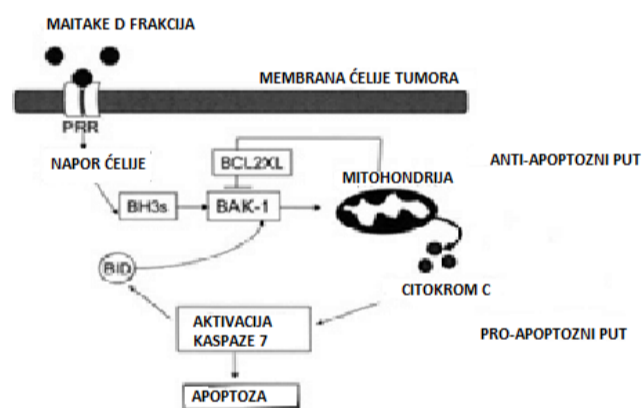 MAITAKE D FRAKCIJA
MEMBRANA ĆELIJE TUMORA
PRR
NAPOR ĆELIJE
BCL2XL
ANTI-APOPTOZNI PUT
MITOHONDRIJA
BH3s
BAK-1
BID
CITOKROM C
AKTIVACIJA
KASPAZE 7
PRO-APOPTOZNI PUT
APOPTOZA